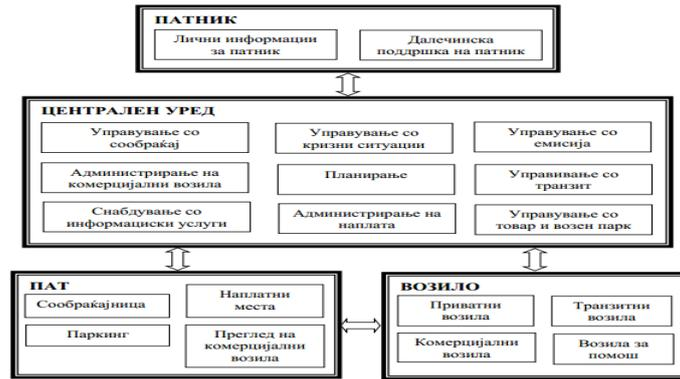 ПАТНИК
Лични информации
за патник
Далечинска
поддршка на патник
ЦЕНТРАЛЕН УРЕД
Управување со
сообраќај
Управување со
кризни ситуации
Управување со
емисија
Администрирање на
комерцијални возила
Планирање
Управивање со
транзит
Снабдување со
информациски услуги
Администрирање на
наплата
Управување со
товар и возен парк
ПАТ
Сообраќајница
Наплатни
места
Паркинг
Преглед на
комерцијални
возила
ВОЗИЛО
Приватни
возила
Транзитни
возила
Комерцијални
возила
Возила за
помош